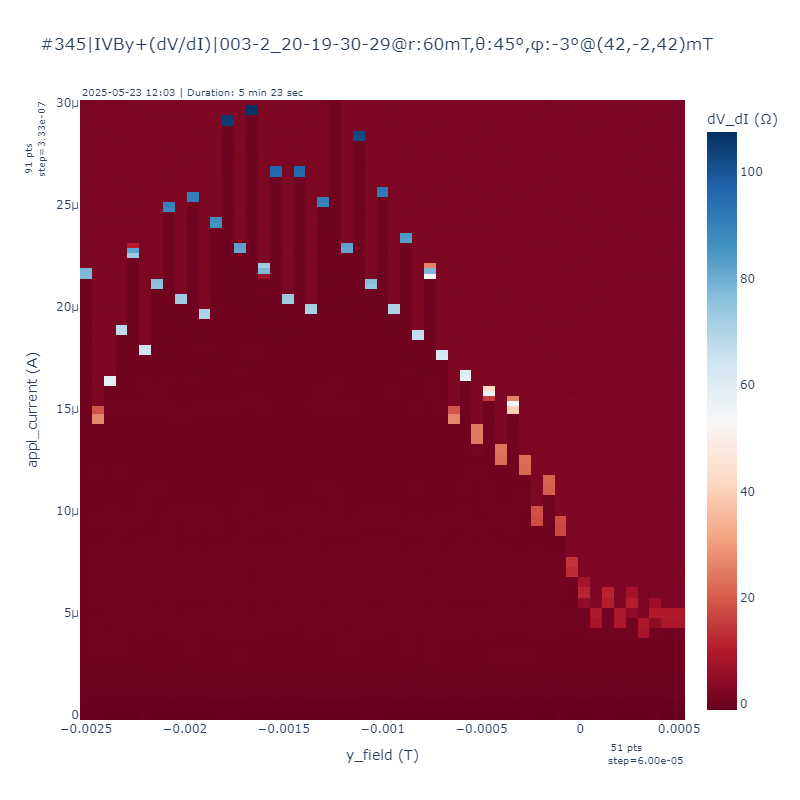 #345|IVBy+(dV/dI)|003-2_20-19-30-29@r:60mT,θ:45°,φ:-3°@(42,-2,42)mT
2025-05-23 12:03 | Duration: 5 min 23 sec
91 pts
step=3.33e-07
30μ
25μ
20μ
15μ
10μ
5μ
0
appl_current (A)
−0.0025
−0.002
−0.0015
−0.001
−0.0005
0
0.0005
y_field (T)
51 pts
step=6.00e-05
dV_dI (Ω)
100
80
60
40
20
0